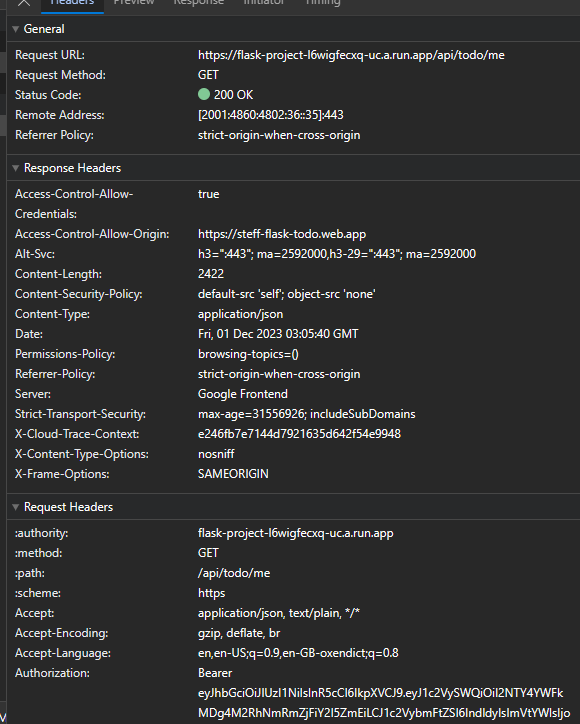 Headers Preview Response Initiator Timing
General
Request URL: https://flask-project-l6wigfecxq-uc.a.run.app/api/todo/me
Request Method: GET
Status Code: 200 OK
Remote Address: [2001:4860:4802:36::35]:443
Referrer Policy: strict-origin-when-cross-origin
Response Headers
Access-Control-Allow- true
Credentials:
Access-Control-Allow-Origin: https://steff-flask-todo.web.app
Alt-Svc: h3=":443"; ma=2592000,h3-29=":443"; ma=2592000
Content-Length: 2422
Content-Security-Policy: default-src 'self'; object-src 'none'
Content-Type: application/json
Date: Fri, 01 Dec 2023 03:05:40 GMT
Permissions-Policy: browsing-topics=()
Referrer-Policy: strict-origin-when-cross-origin
Server: Google Frontend
Strict-Transport-Security: max-age=31556926; includeSubDomains
X-Cloud-Trace-Context: e246fb7e7144d7921635d642f54e9948
X-Content-Type-Options: nosniff
X-Frame-Options: SAMEORIGIN
Request Headers
:authority: flask-project-l6wigfecxq-uc.a.run.app
:method: GET
:path: /api/todo/me
:scheme: https
Accept: application/json, text/plain, */*
Accept-Encoding: gzip, deflate, br
Accept-Language: en,en-US;q=0.9,en-GB-oxendict;q=0.8
Authorization: Bearer